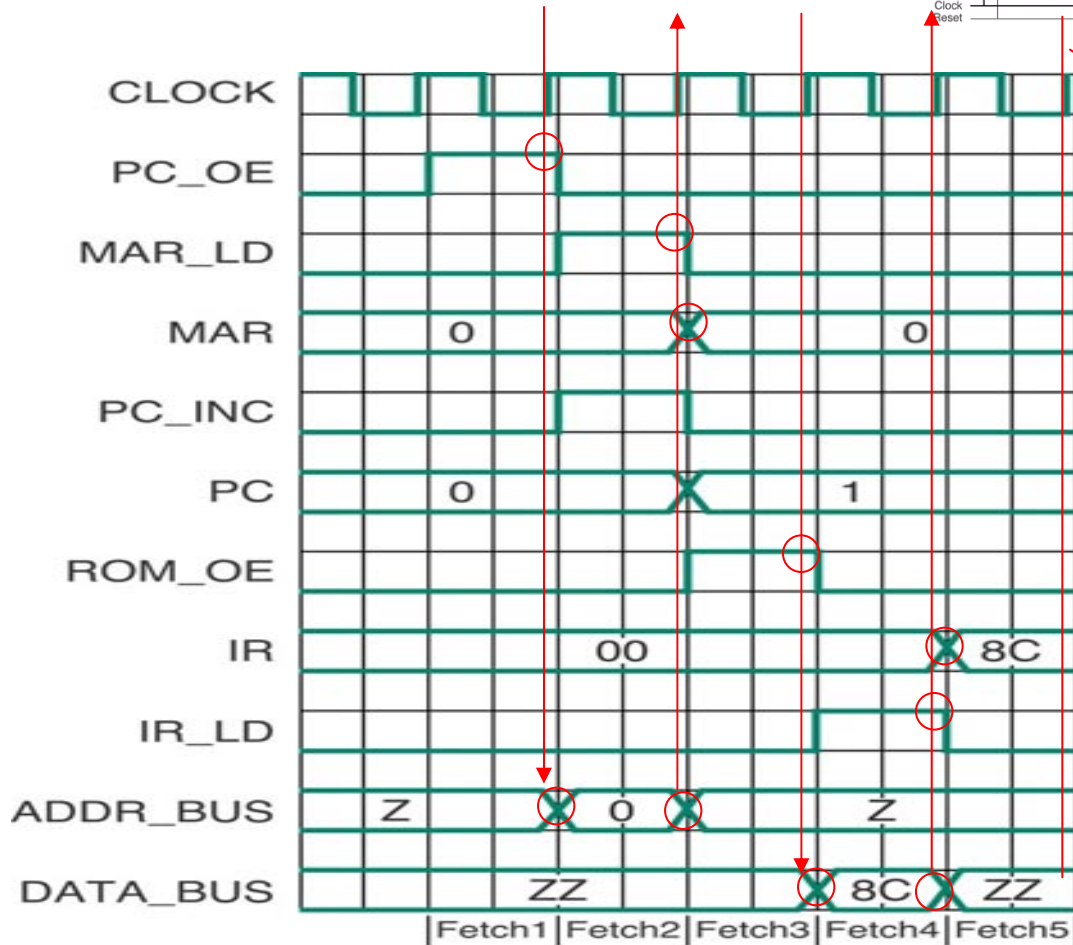 Clock
Reset
CLOCK
PC_OE
MAR_LD
MAR 0 0
PC_INC
PC 0 1
ROM_OE
IR 00 8C
IR_LD
ADDR_BUS Z 0 Z
DATA_BUS ZZ 8C ZZ
Fetch1 Fetch2 Fetch3 Fetch4 Fetch5